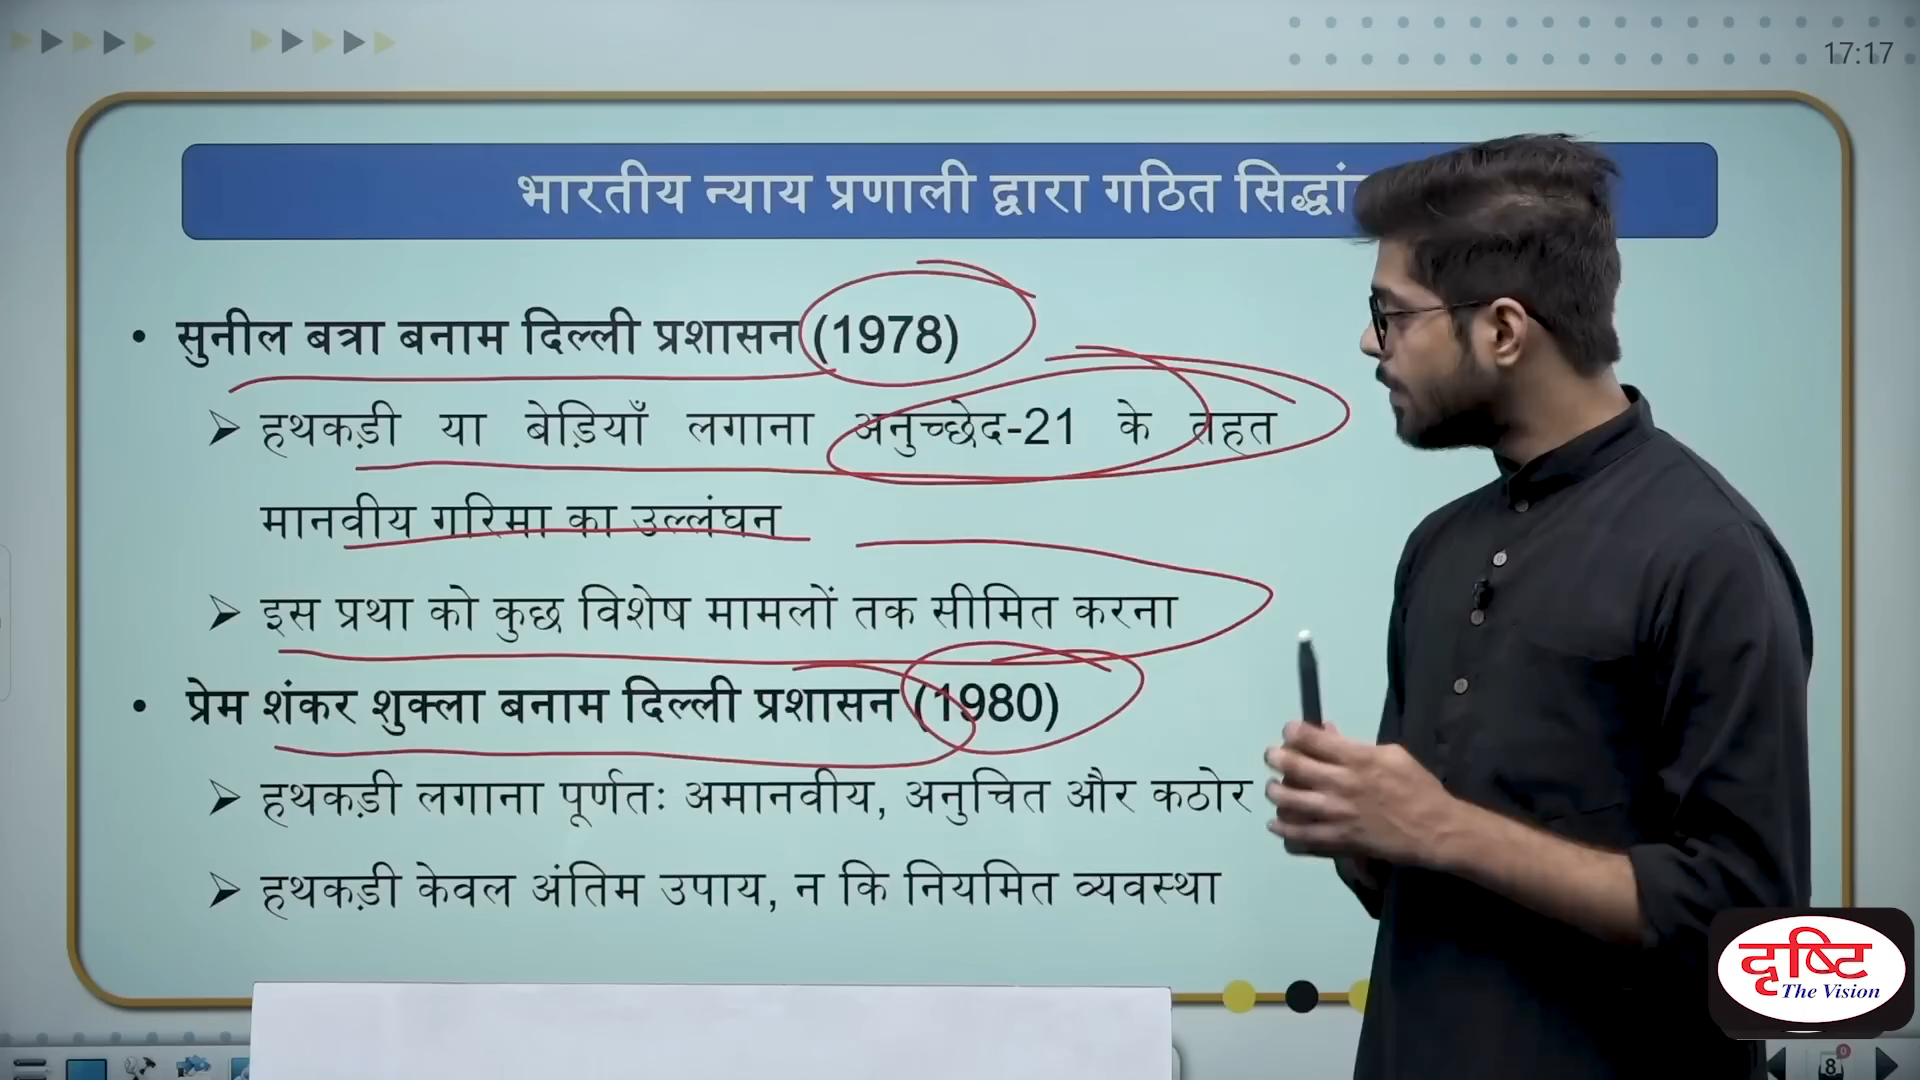 17:17
भारतीय न्याय प्रणाली द्वारा गठित
• सुनील बत्रा बनाम दिल्ली प्रशासन (1978)
➢ हथकड़ी या बेड़ियाँ लगाना अनुच्छेद-21 के तहत
मानवीय गरिमा का उल्लंघन
➢ इस प्रथा को कुछ विशेष मामलों तक सीमित करना
• प्रेम शंकर शुक्ला बनाम दिल्ली प्रशासन (1980)
➢ हथकड़ी लगाना पूर्णतः अमानवीय, अनुचित और कठोर
➢ हथकड़ी केवल अंतिम उपाय, न कि नियमित व्यवस्था
दृष्टि
The Vision
8
0